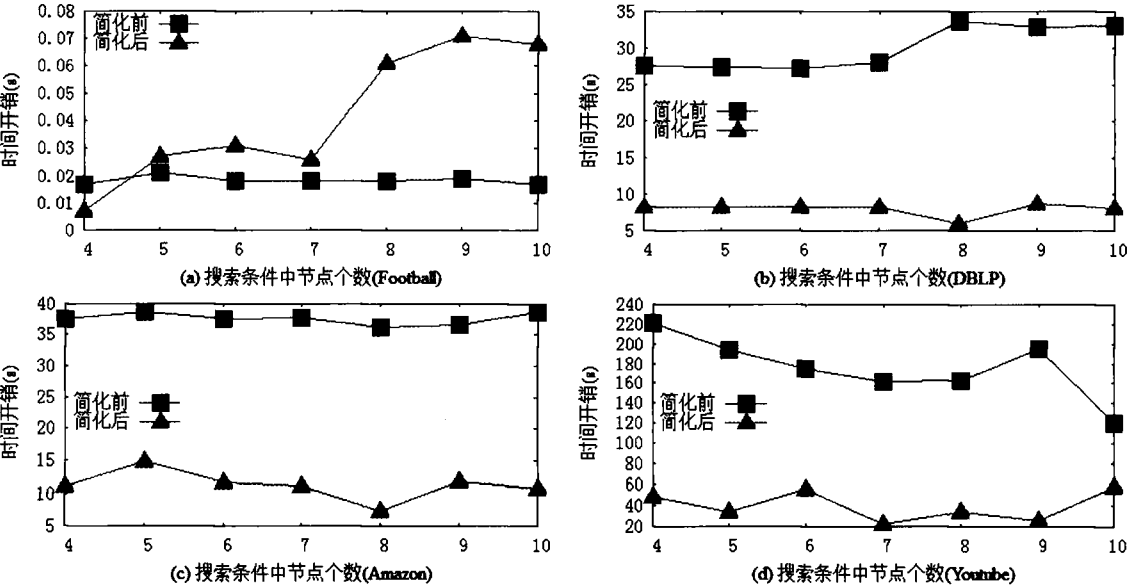 简化前
简化后
0.08
0.07
0.06
0.05
0.04
0.03
0.02
0.01
0
时间开销(s)
4 5 6 7 8 9 10
(a) 搜索条件中节点个数(Football)
35
30
25
20
15
10
5
时间开销(s)
简化前
简化后
4 5 6 7 8 9 10
(b) 搜索条件中节点个数(DBLP)
40
35
30
25
20
15
10
5
时间开销(s)
简化前
简化后
4 5 6 7 8 9 10
(c) 搜索条件中节点个数(Amazon)
240
220
200
180
160
140
120
100
80
60
40
20
时间开销(s)
简化前
简化后
4 5 6 7 8 9 10
(d) 搜索条件中节点个数(Youtube)